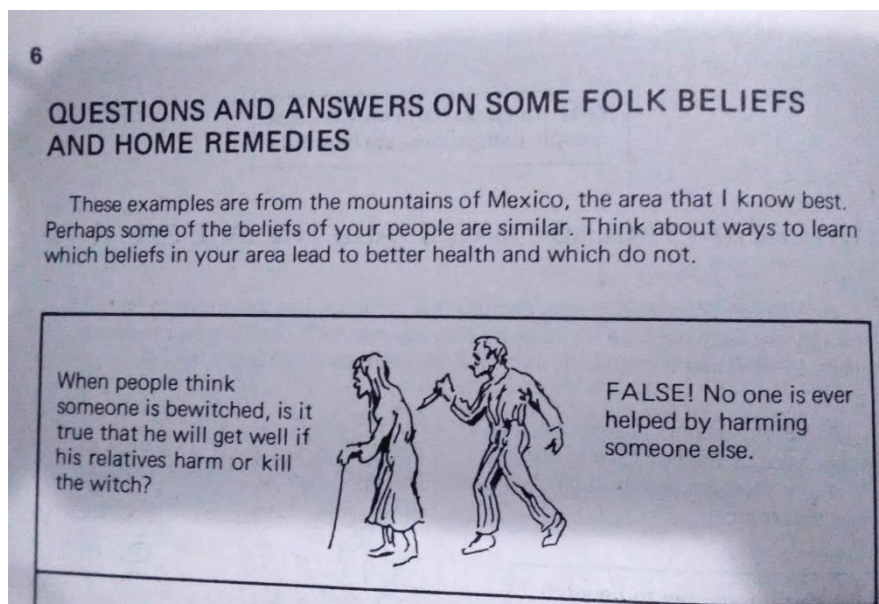 6
QUESTIONS AND ANSWERS ON SOME FOLK BELIEFS
AND HOME REMEDIES
These examples are from the mountains of Mexico, the area that I know best.
Perhaps some of the beliefs of your people are similar. Think about ways to learn
which beliefs in your area lead to better health and which do not.
When people think
someone is bewitched, is it
true that he will get well if
his relatives harm or kill
the witch?
FALSE! No one is ever
helped by harming
someone else.